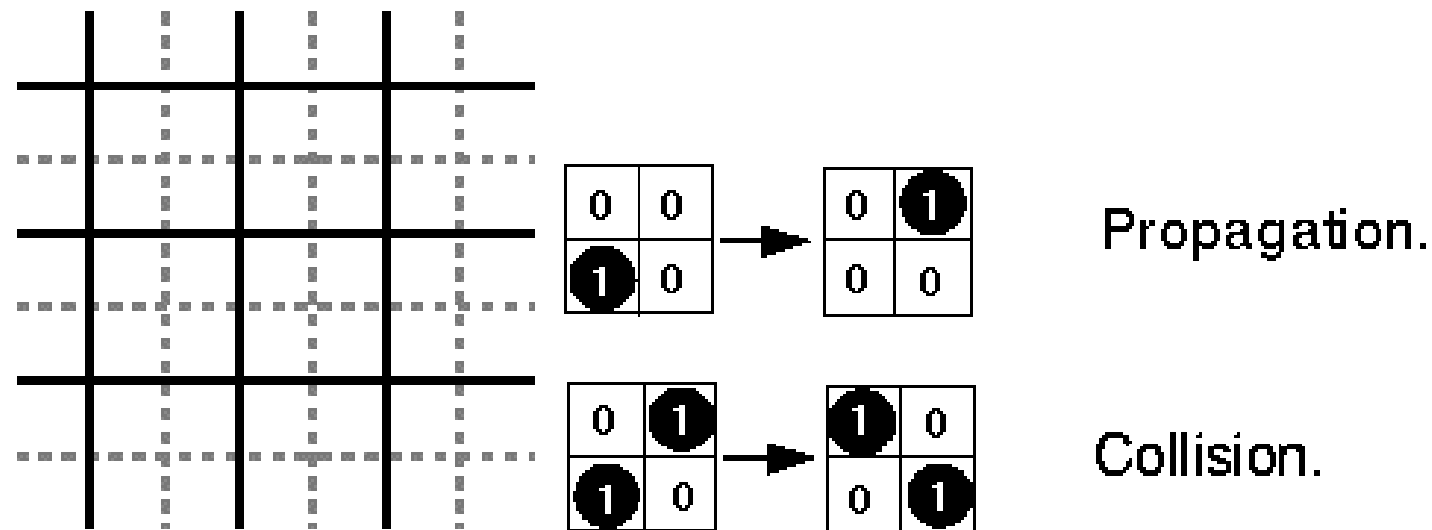 0 0 0 1
Propagation.
1 0 0 0
0 1 1 0
Collision.
1 0 0 1